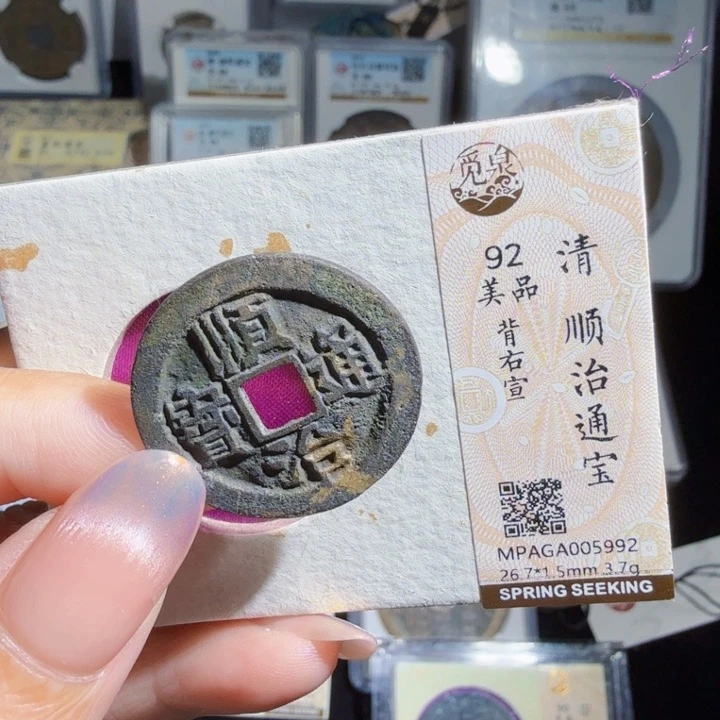 觅泉
92
美品
背右宣
清
顺治通宝
MPAGA005992
26.7*1.5mm 3.7g
SPRING SEEKING
順治通寳